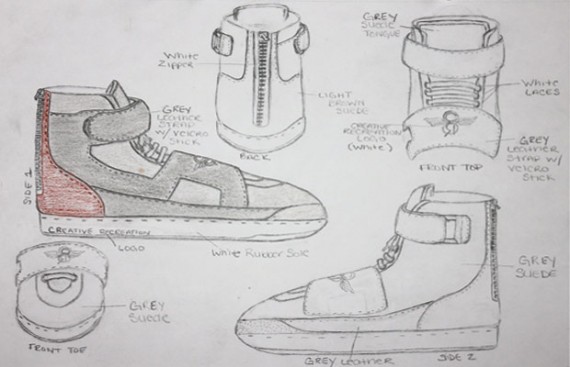 GREY
SUEDE
TONGUE
White
Zipper
GREY
LEATHER
STRAP
W/ VELCRO
STICK
LIGHT
BROWN
SUEDE
White
LACES
CREATIVE
RECREATION
LOGO
(White)
BACK
GREY
LEATHER
STRAP W/
VELCRO
STICK
FRONT TOP
SIDE 1
CREATIVE RECREATION
LOGO
White Rubber Sole
GREY
SUEDE
GREY
Suede
FRONT TOP
GREY LEATHER
SIDE 2